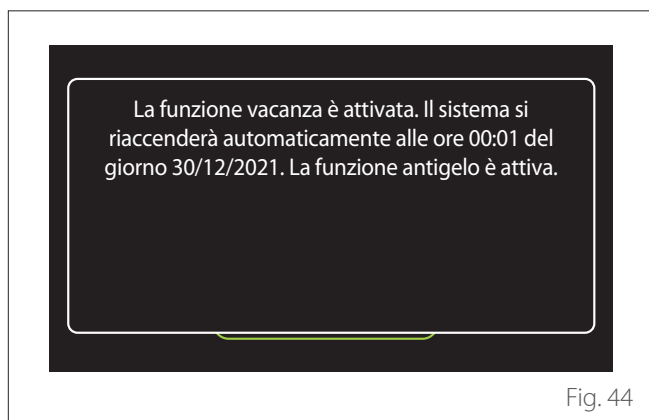 La funzione vacanza è attivata. Il sistema si
riaccenderà automaticamente alle ore 00:01 del
giorno 30/12/2021. La funzione antigelo è attiva.
Fig. 44